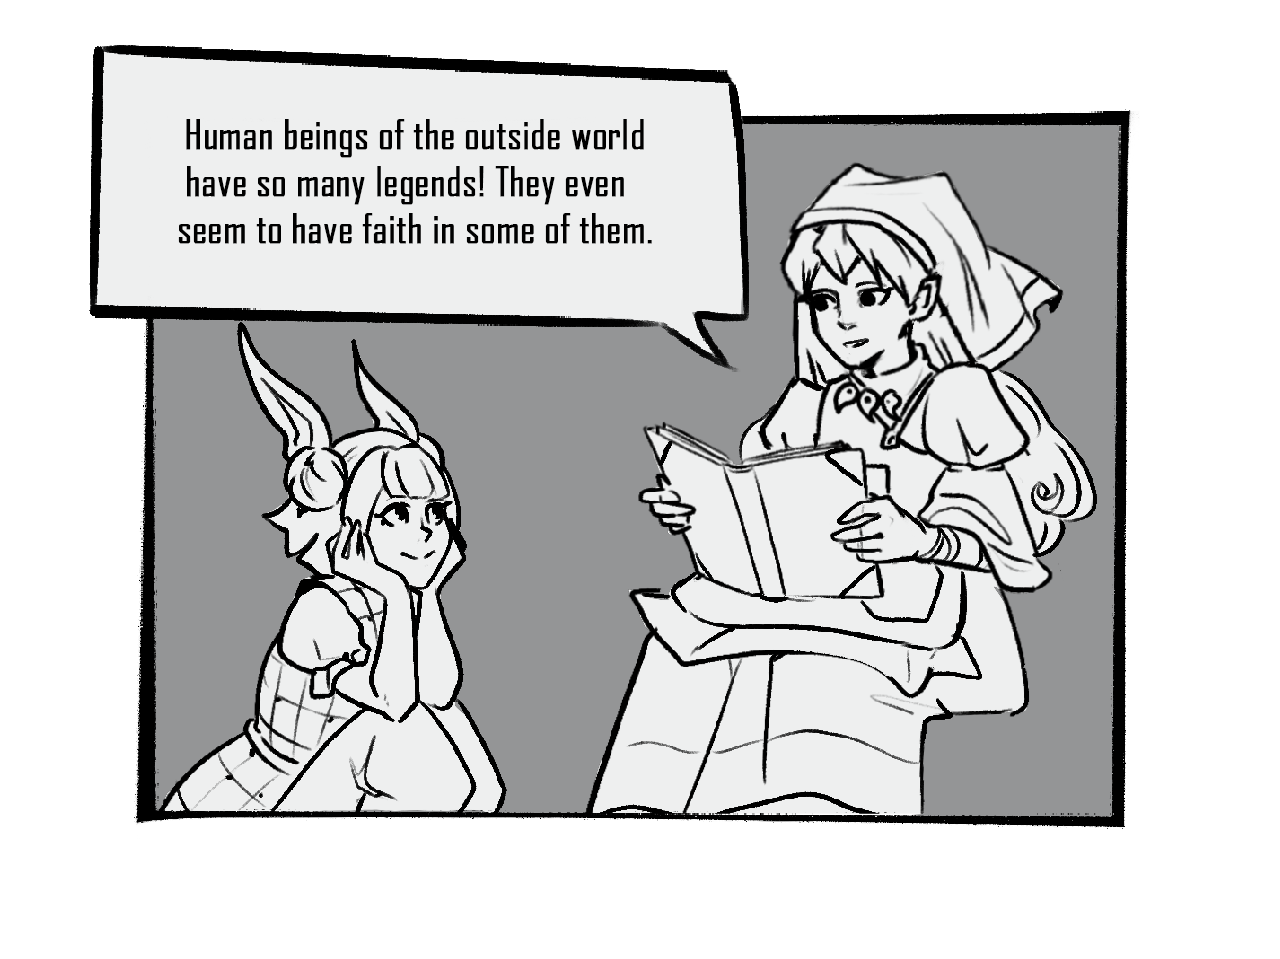 Human beings of the outside world
have so many legends! They even
seem to have faith in some of them.